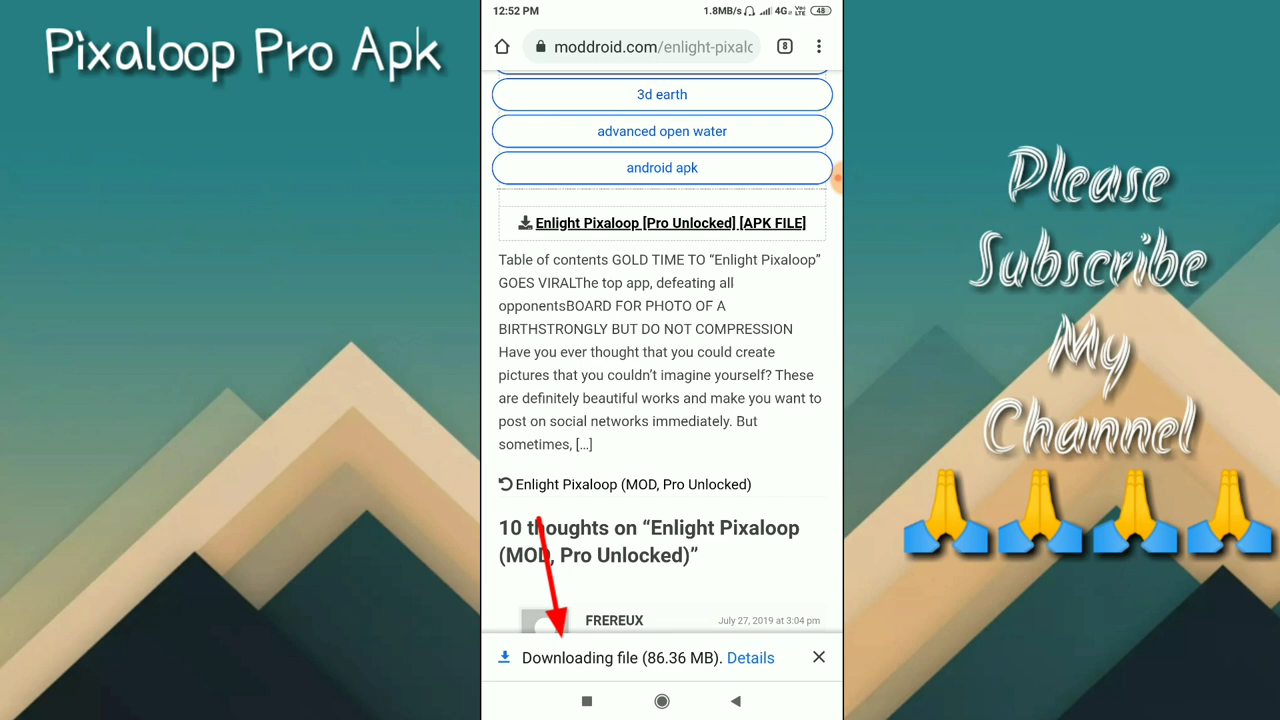 Pixaloop Pro Apk
12:52 PM
1.8MB/s 4G VoLTE 48
moddroid.com/enlight-pixalo
8
3d earth
advanced open water
android apk
Enlight Pixaloop [Pro Unlocked] [APK FILE]
Table of contents GOLD TIME TO “Enlight Pixaloop”
GOES VIRALThe top app, defeating all
opponentsBOARD FOR PHOTO OF A
BIRTHSTRONGLY BUT DO NOT COMPRESSION
Have you ever thought that you could create
pictures that you couldn’t imagine yourself? These
are definitely beautiful works and make you want to
post on social networks immediately. But
sometimes, […]
Enlight Pixaloop (MOD, Pro Unlocked)
10 thoughts on “Enlight Pixaloop
(MOD, Pro Unlocked)”
FREREUX July 27, 2019 at 3:04 pm
Downloading file (86.36 MB). Details
Please
Subscribe
My
Channel